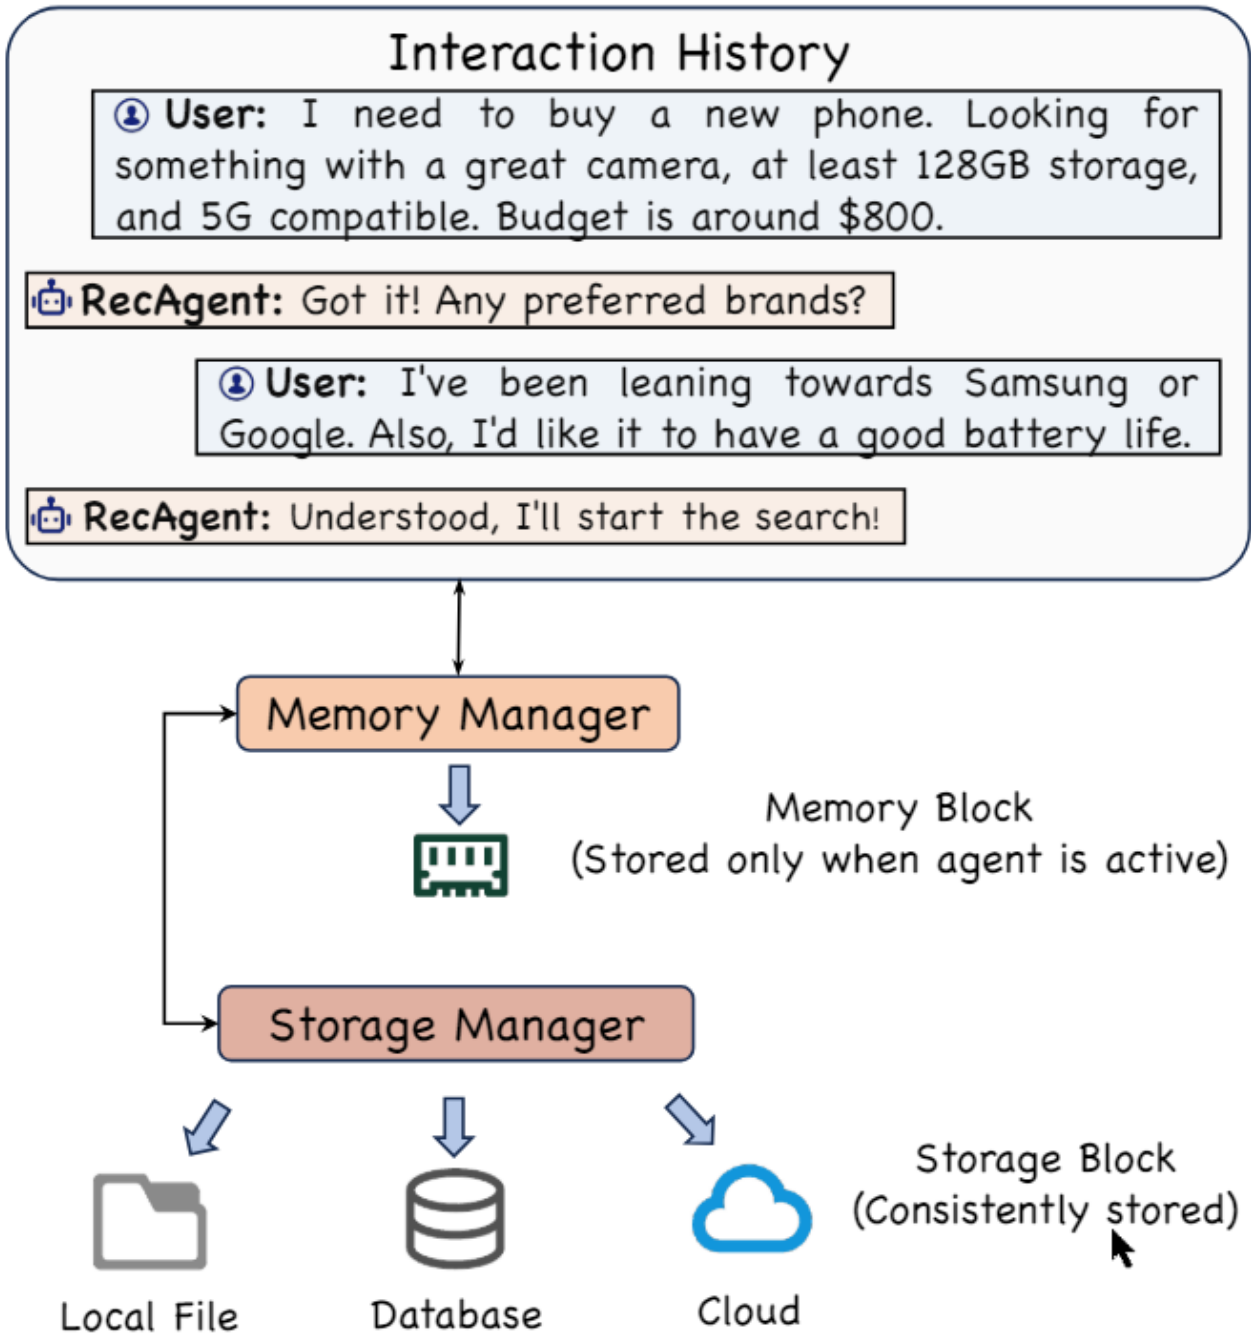 Interaction History
User: I need to buy a new phone. Looking for
something with a great camera, at least 128GB storage,
and 5G compatible. Budget is around $800.
RecAgent: Got it! Any preferred brands?
User: I've been leaning towards Samsung or
Google. Also, I'd like it to have a good battery life.
RecAgent: Understood, I'll start the search!
Memory Manager
Memory Block
(Stored only when agent is active)
Storage Manager
Storage Block
(Consistently stored)
Local File
Database
Cloud